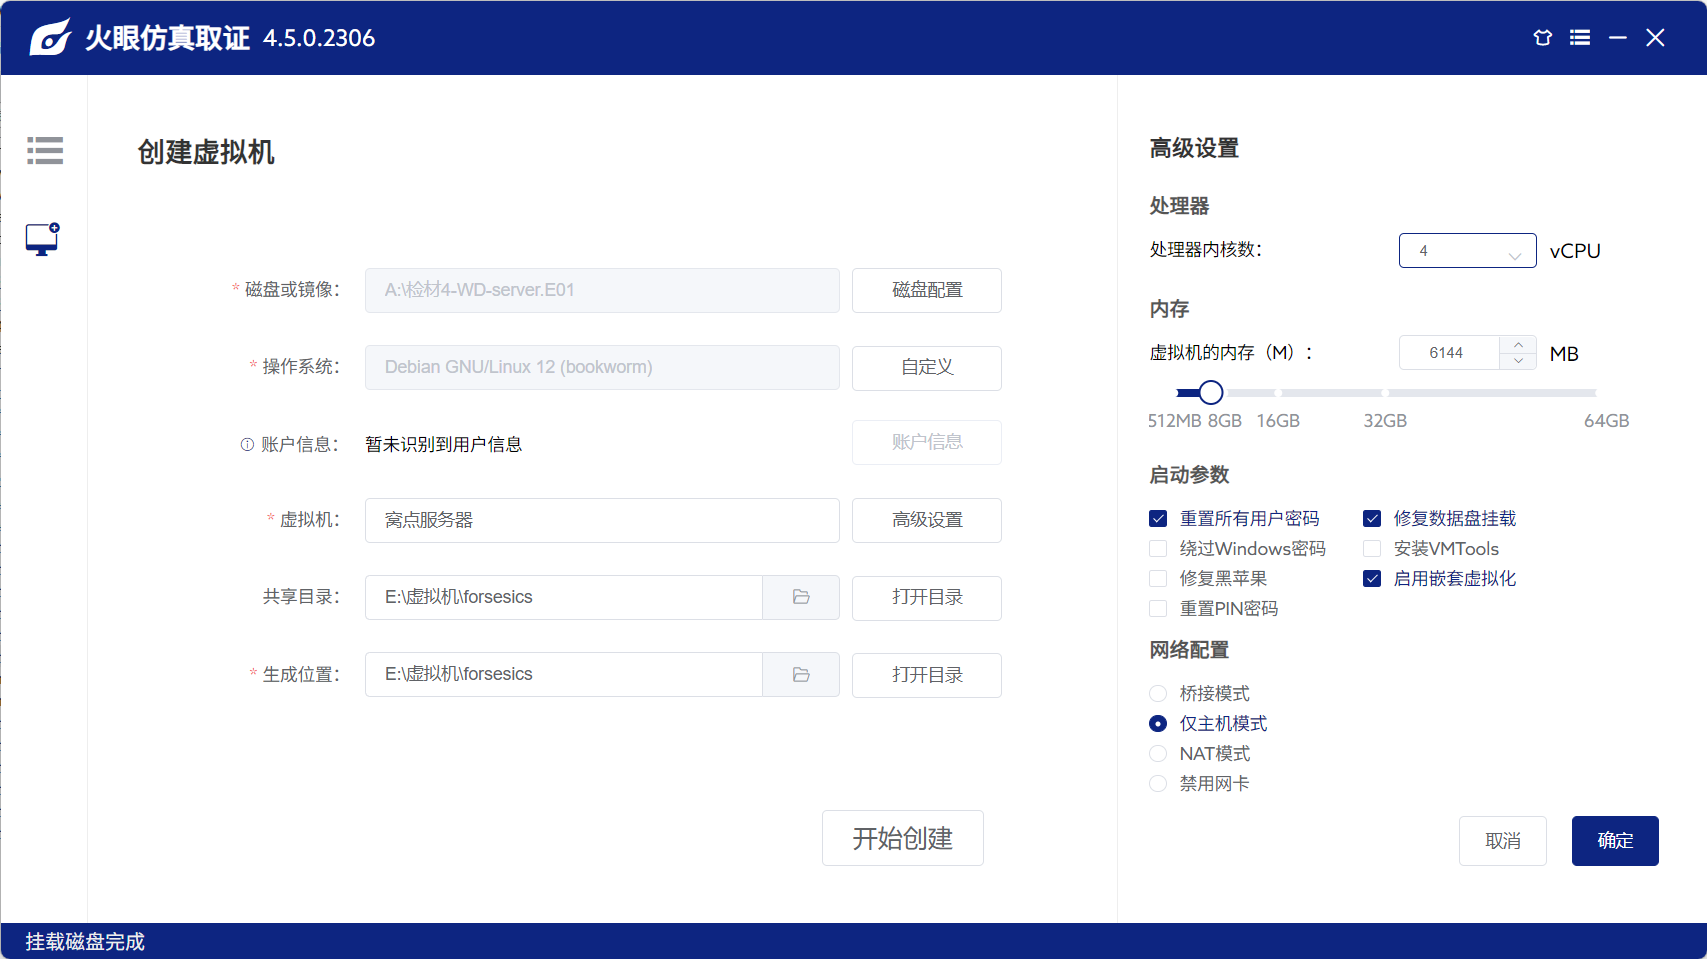 火眼仿真取证 4.5.0.2306
创建虚拟机
* 磁盘或镜像： A:\检材4-WD-server.E01 磁盘配置
* 操作系统： Debian GNU/Linux 12 (bookworm) 自定义
账户信息： 暂未识别到用户信息 账户信息
* 虚拟机： 窝点服务器 高级设置
共享目录： E:\虚拟机\forsesics 打开目录
* 生成位置： E:\虚拟机\forsesics 打开目录
开始创建
高级设置
处理器
处理器内核数： 4 vCPU
内存
虚拟机的内存（M）： 6144 MB
512MB 8GB 16GB 32GB 64GB
启动参数
重置所有用户密码 修复数据盘挂载
绕过Windows密码 安装VMTools
修复黑苹果 启用嵌套虚拟化
重置PIN密码
网络配置
桥接模式
仅主机模式
NAT模式
禁用网卡
取消 确定
挂载磁盘完成